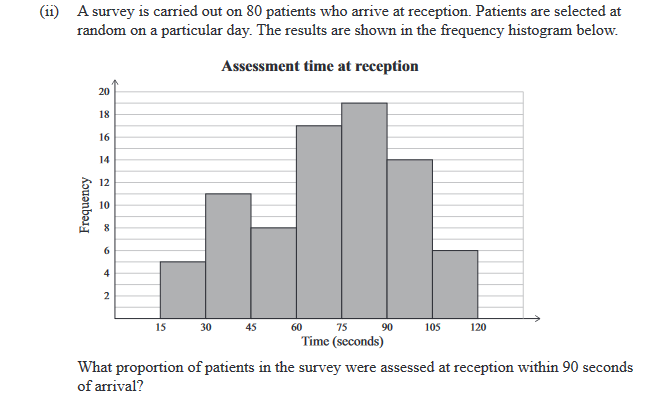 (ii) A survey is carried out on 80 patients who arrive at reception. Patients are selected at
random on a particular day. The results are shown in the frequency histogram below.
Assessment time at reception
20
18
16
14
12
10
8
6
4
2
Frequency
15 30 45 60 75 90 105 120
Time (seconds)
What proportion of patients in the survey were assessed at reception within 90 seconds
of arrival?